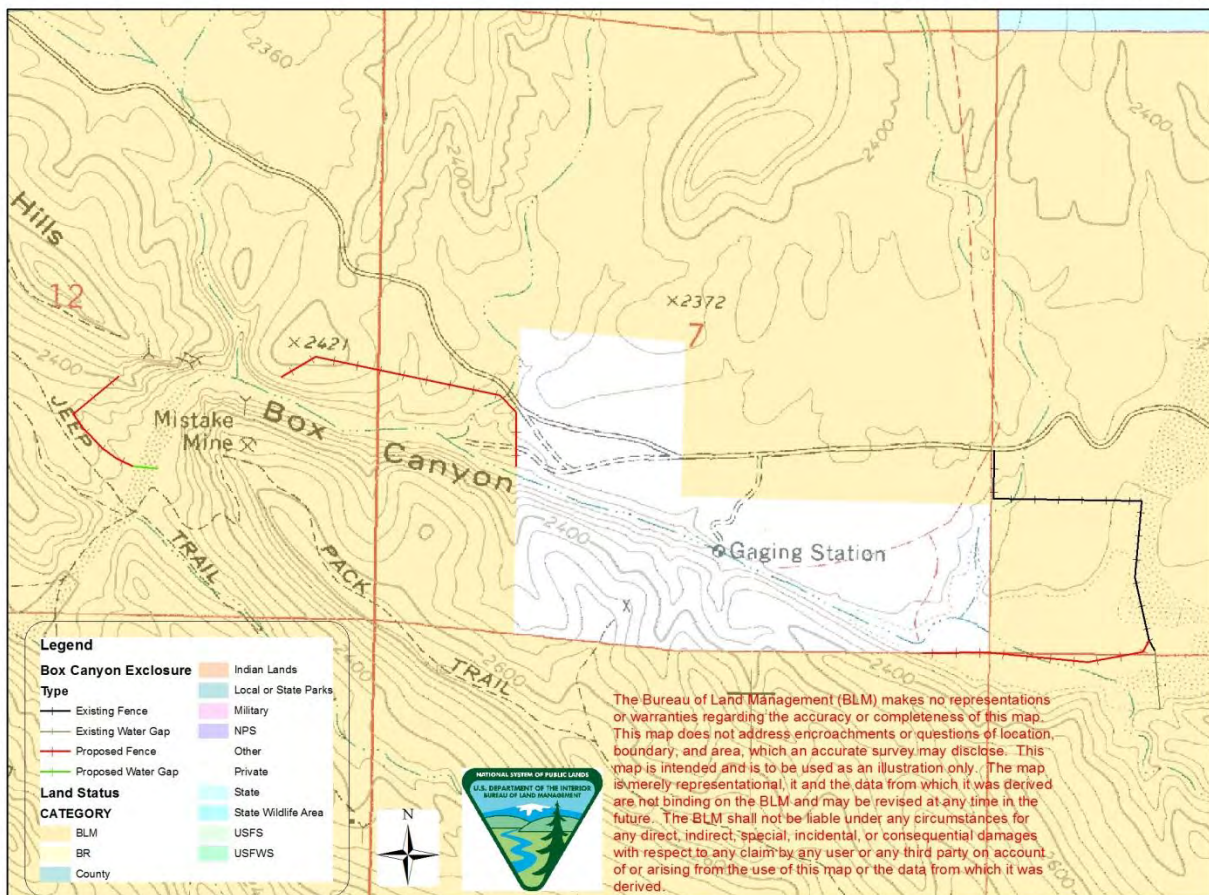 2360
2400
2400
2400
Hills
12
×2372
7
×2421
2400
JEEP
Mistake
Mine
Box
Canyon
2400
Gaging Station
TRAIL
PACK
TRAIL
X
2400
2600
2400
2400
Legend
Box Canyon Exclosure
Type
Existing Fence
Existing Water Gap
Proposed Fence
Proposed Water Gap
Land Status
CATEGORY
BLM
BR
County
Indian Lands
Local or State Parks
Military
NPS
Other
Private
State
State Wildlife Area
USFS
USFWS
N
NATIONAL SYSTEM OF PUBLIC LANDS
U.S. DEPARTMENT OF THE INTERIOR
BUREAU OF LAND MANAGEMENT
The Bureau of Land Management (BLM) makes no representations
or warranties regarding the accuracy or completeness of this map.
This map does not address encroachments or questions of location,
boundary, and area, which an accurate survey may disclose. This
map is intended and is to be used as an illustration only. The map
is merely representational, it and the data from which it was derived
are not binding on the BLM and may be revised at any time in the
future. The BLM shall not be liable under any circumstances for
any direct, indirect, special, incidental, or consequential damages
with respect to any claim by any user or any third party on account
of or arising from the use of this map or the data from which it was
derived.